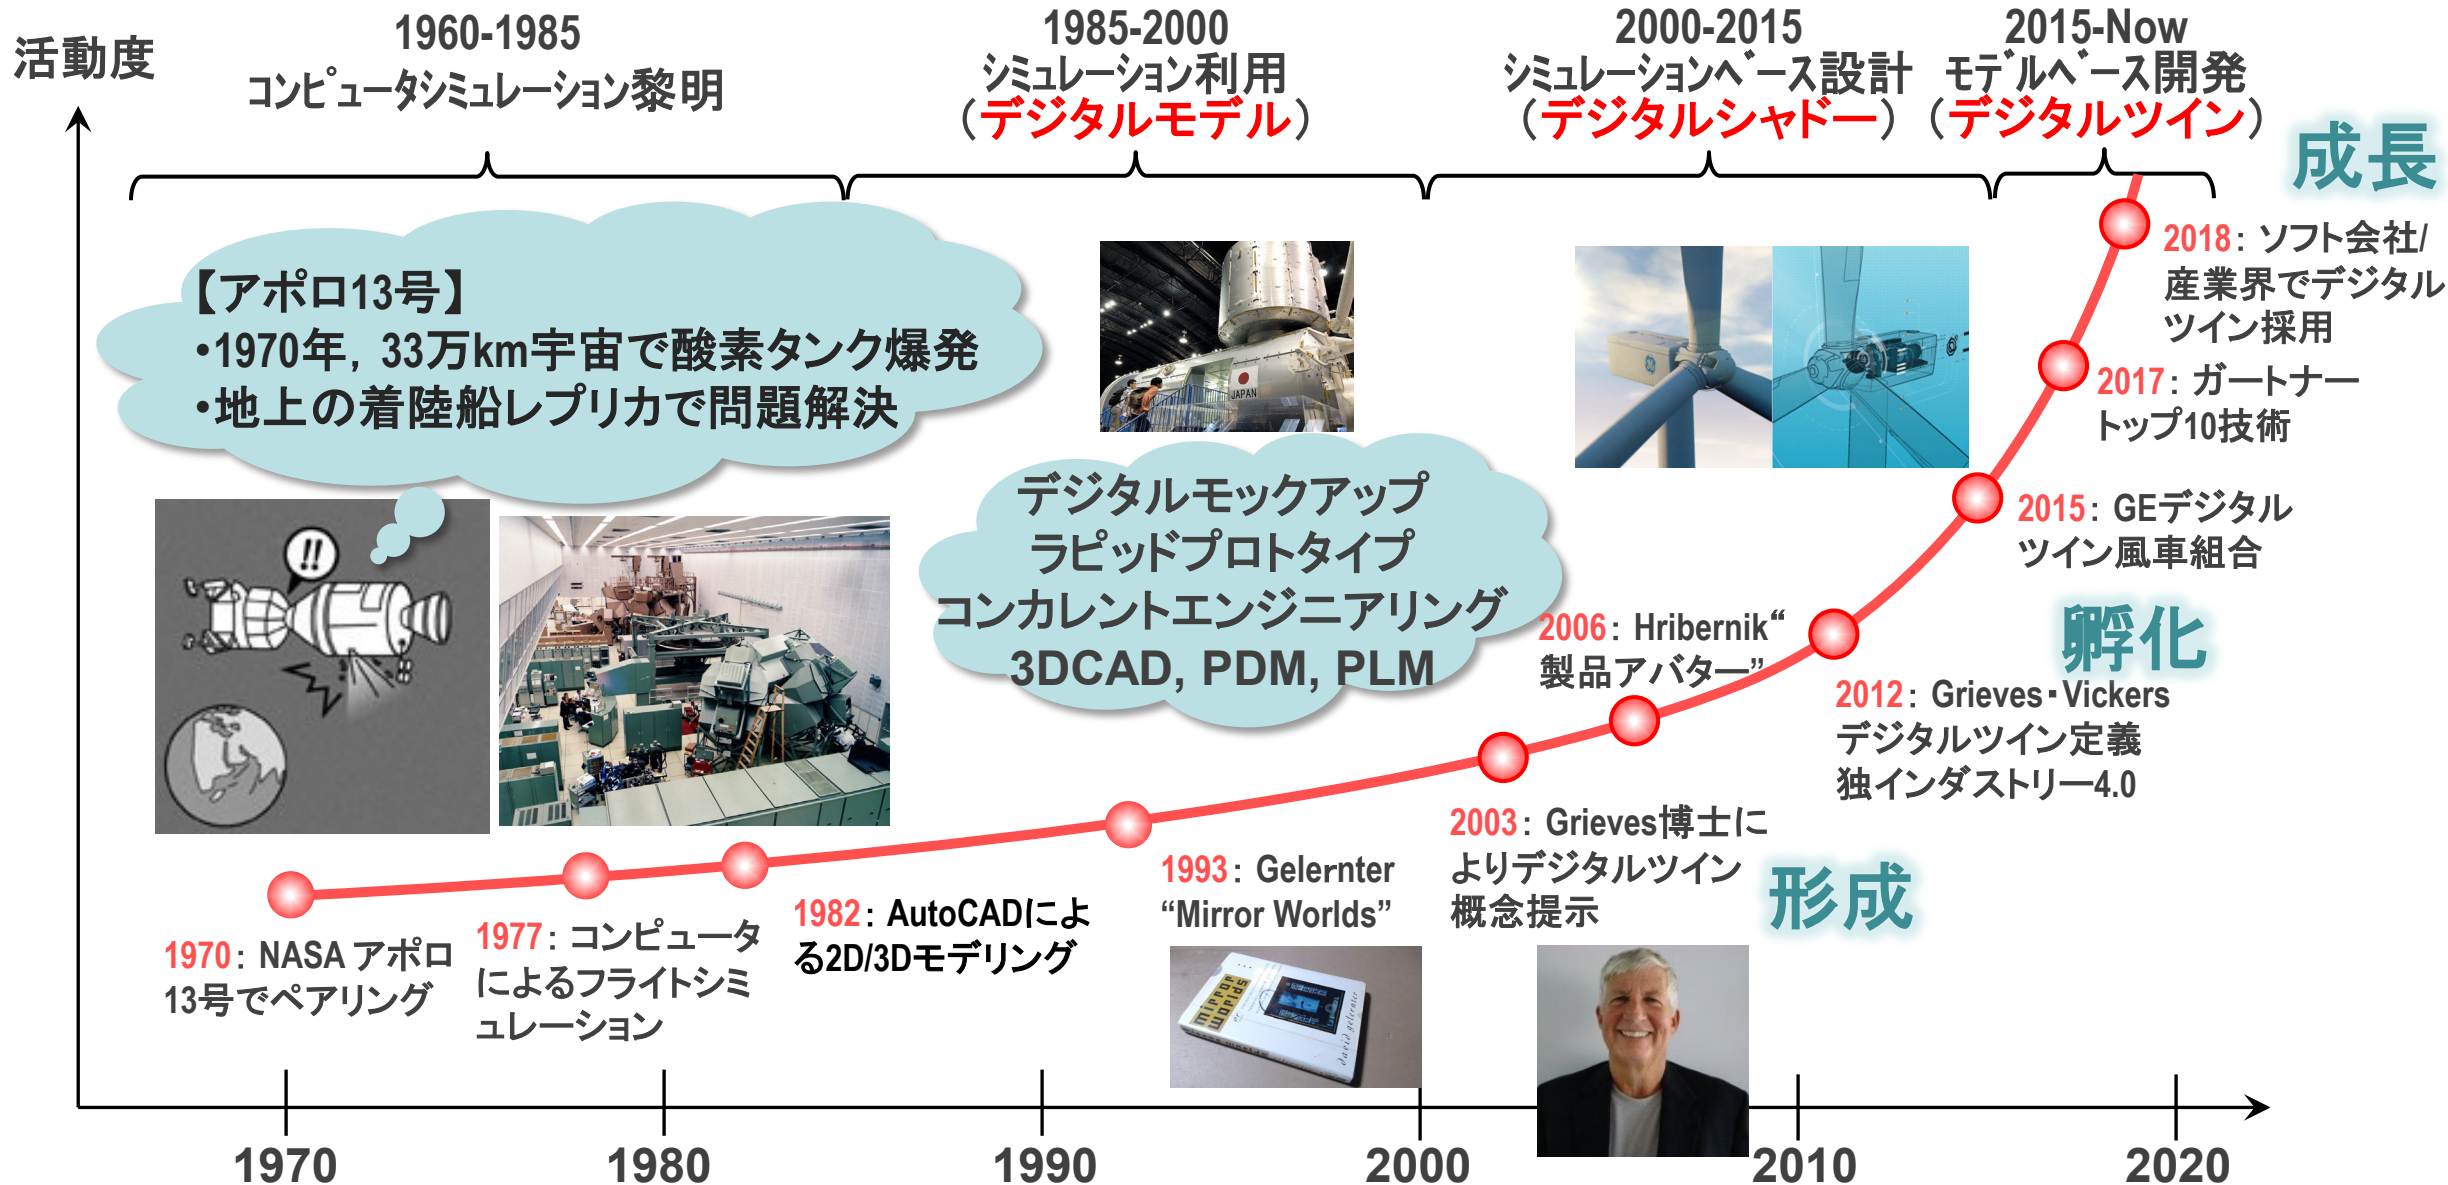 活動度
1960-1985
コンピュータシミュレーション黎明
1985-2000
シミュレーション利用
（デジタルモデル）
2000-2015
シミュレーションベース設計
（デジタルシャドー）
2015-Now
モデルベース開発
（デジタルツイン）
成長
【アポロ13号】
•1970年，33万km宇宙で酸素タンク爆発
•地上の着陸船レプリカで問題解決
!!
JAPAN
デジタルモックアップ
ラピッドプロトタイプ
コンカレントエンジニアリング
3DCAD, PDM, PLM
2018：ソフト会社/
産業界でデジタル
ツイン採用
2017：ガートナー
トップ10技術
2015：GEデジタル
ツイン風車組合
孵化
2006：Hribernik“
製品アバター”
2012：Grieves・Vickers
デジタルツイン定義
独インダストリー4.0
2003：Grieves博士に
よりデジタルツイン
概念提示
形成
1993：Gelernter
“Mirror Worlds”
1982：AutoCADによ
る2D/3Dモデリング
1977：コンピュータ
によるフライトシミ
ュレーション
1970：NASA アポロ
13号でペアリング
mirror
worlds
or
david gelernter
1970
1980
1990
2000
2010
2020